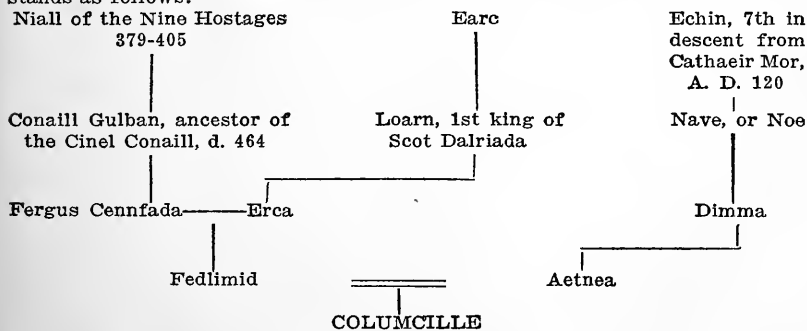 stands as follows:
Niall of the Nine Hostages
379-405
Earc
Echin, 7th in
descent from
Cathaeir Mor,
A. D. 120
Conaill Gulban, ancestor of
the Cinel Conaill, d. 464
Loarn, 1st king of
Scot Dalriada
Nave, or Noe
Fergus Cennfada
Erca
Dimma
Fedlimid
Aetnea
COLUMCILLE